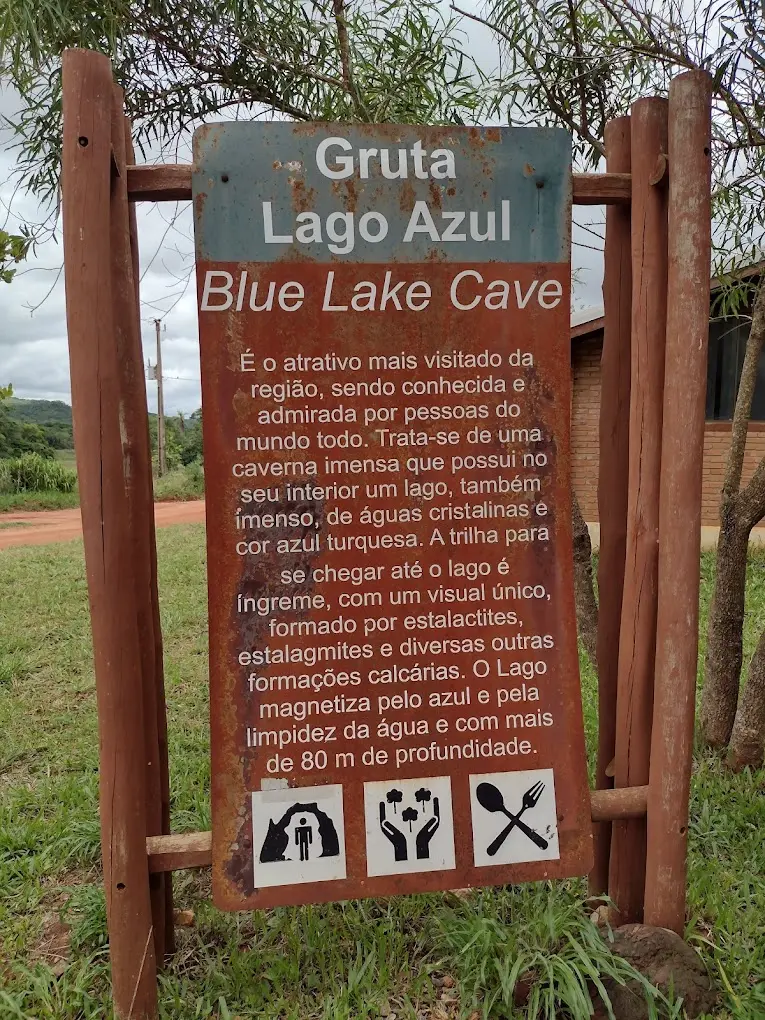 Gruta
Lago Azul
Blue Lake Cave
É o atrativo mais visitado da
região, sendo conhecida e
admirada por pessoas do
mundo todo. Trata-se de uma
caverna imensa que possui no
seu interior um lago, também
imenso, de águas cristalinas e
cor azul turquesa. A trilha para
se chegar até o lago é
íngreme, com um visual único,
formado por estalactites,
estalagmites e diversas outras
formações calcárias. O Lago
magnetiza pelo azul e pela
limpidez da água e com mais
de 80 m de profundidade.